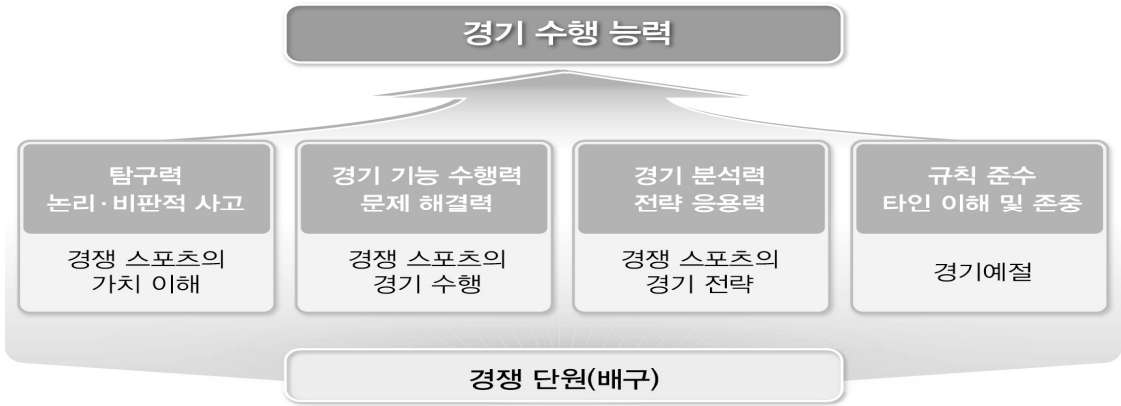 경기 수행 능력
탐구력
논리·비판적 사고
경쟁 스포츠의
가치 이해
경기 기능 수행력
문제 해결력
경쟁 스포츠의
경기 수행
경기 분석력
전략 응용력
경쟁 스포츠의
경기 전략
규칙 준수
타인 이해 및 존중
경기예절
경쟁 단원(배구)